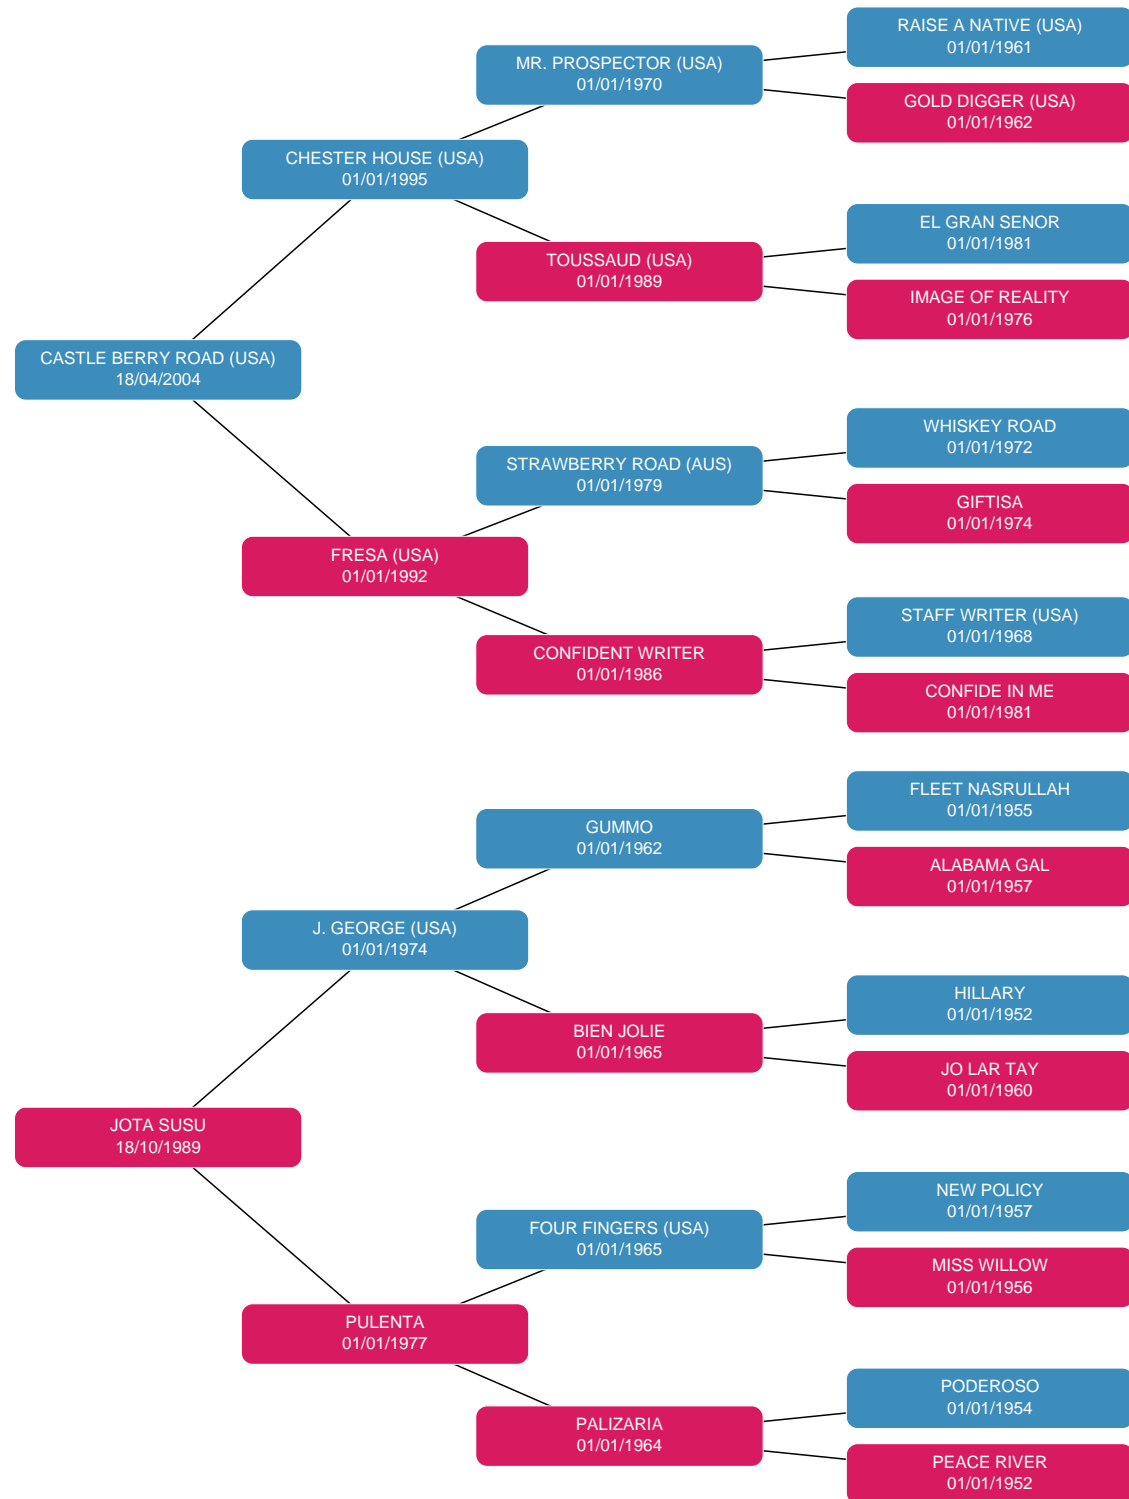 RAISE A NATIVE (USA)
01/01/1961
MR. PROSPECTOR (USA)
01/01/1970
GOLD DIGGER (USA)
01/01/1962
CHESTER HOUSE (USA)
01/01/1995
EL GRAN SENOR
01/01/1981
TOUSSAUD (USA)
01/01/1989
IMAGE OF REALITY
01/01/1976
CASTLE BERRY ROAD (USA)
18/04/2004
WHISKEY ROAD
01/01/1972
STRAWBERRY ROAD (AUS)
01/01/1979
GIFTISA
01/01/1974
FRESA (USA)
01/01/1992
STAFF WRITER (USA)
01/01/1968
CONFIDENT WRITER
01/01/1986
CONFIDE IN ME
01/01/1981
FLEET NASRULLAH
01/01/1955
GUMMO
01/01/1962
ALABAMA GAL
01/01/1957
J. GEORGE (USA)
01/01/1974
HILLARY
01/01/1952
BIEN JOLIE
01/01/1965
JO LAR TAY
01/01/1960
JOTA SUSU
18/10/1989
NEW POLICY
01/01/1957
FOUR FINGERS (USA)
01/01/1965
MISS WILLOW
01/01/1956
PULENTA
01/01/1977
PODEROSO
01/01/1954
PALIZARIA
01/01/1964
PEACE RIVER
01/01/1952